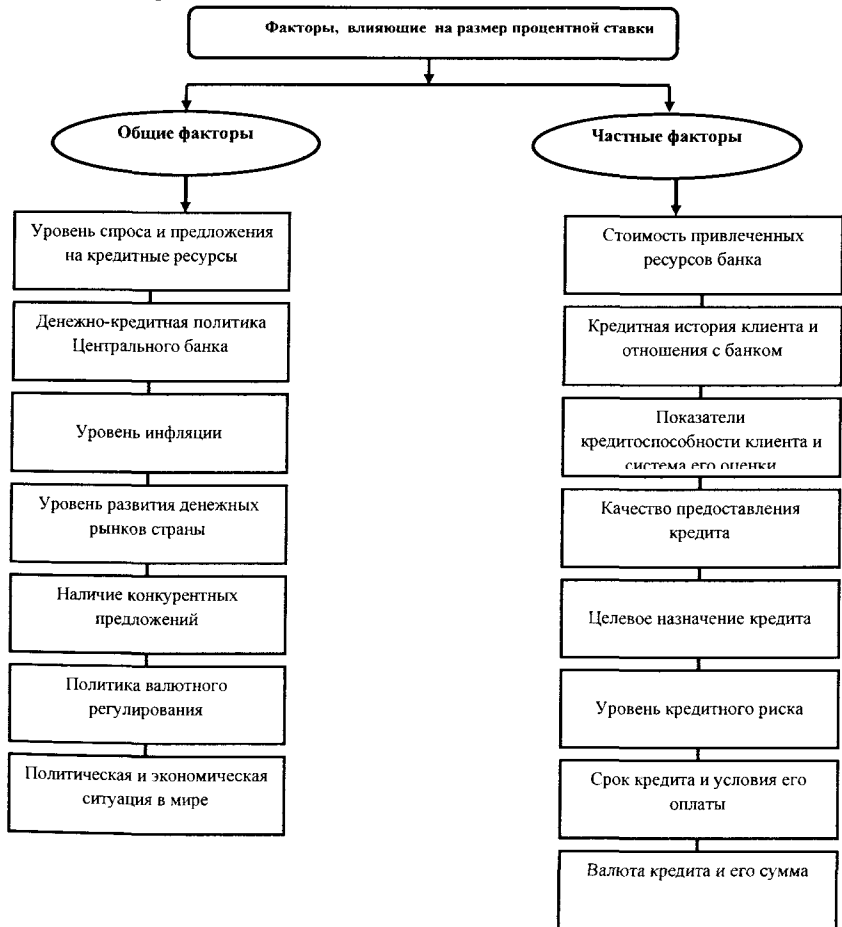 Факторы, влияющие на размер процентной ставки
Общие факторы
Уровень спроса и предложения
на кредитные ресурсы
Денежно-кредитная политика
Центрального банка
Уровень инфляции
Уровень развития денежных
рынков страны
Наличие конкурентных
предложений
Политика валютного
регулирования
Политическая и экономическая
ситуация в мире
Частные факторы
Стоимость привлеченных
ресурсов банка
Кредитная история клиента и
отношения с банком
Показатели
кредитоспособности клиента и
система его оценки
Качество предоставления
кредита
Целевое назначение кредита
Уровень кредитного риска
Срок кредита и условия его
оплаты
Валюта кредита и его сумма